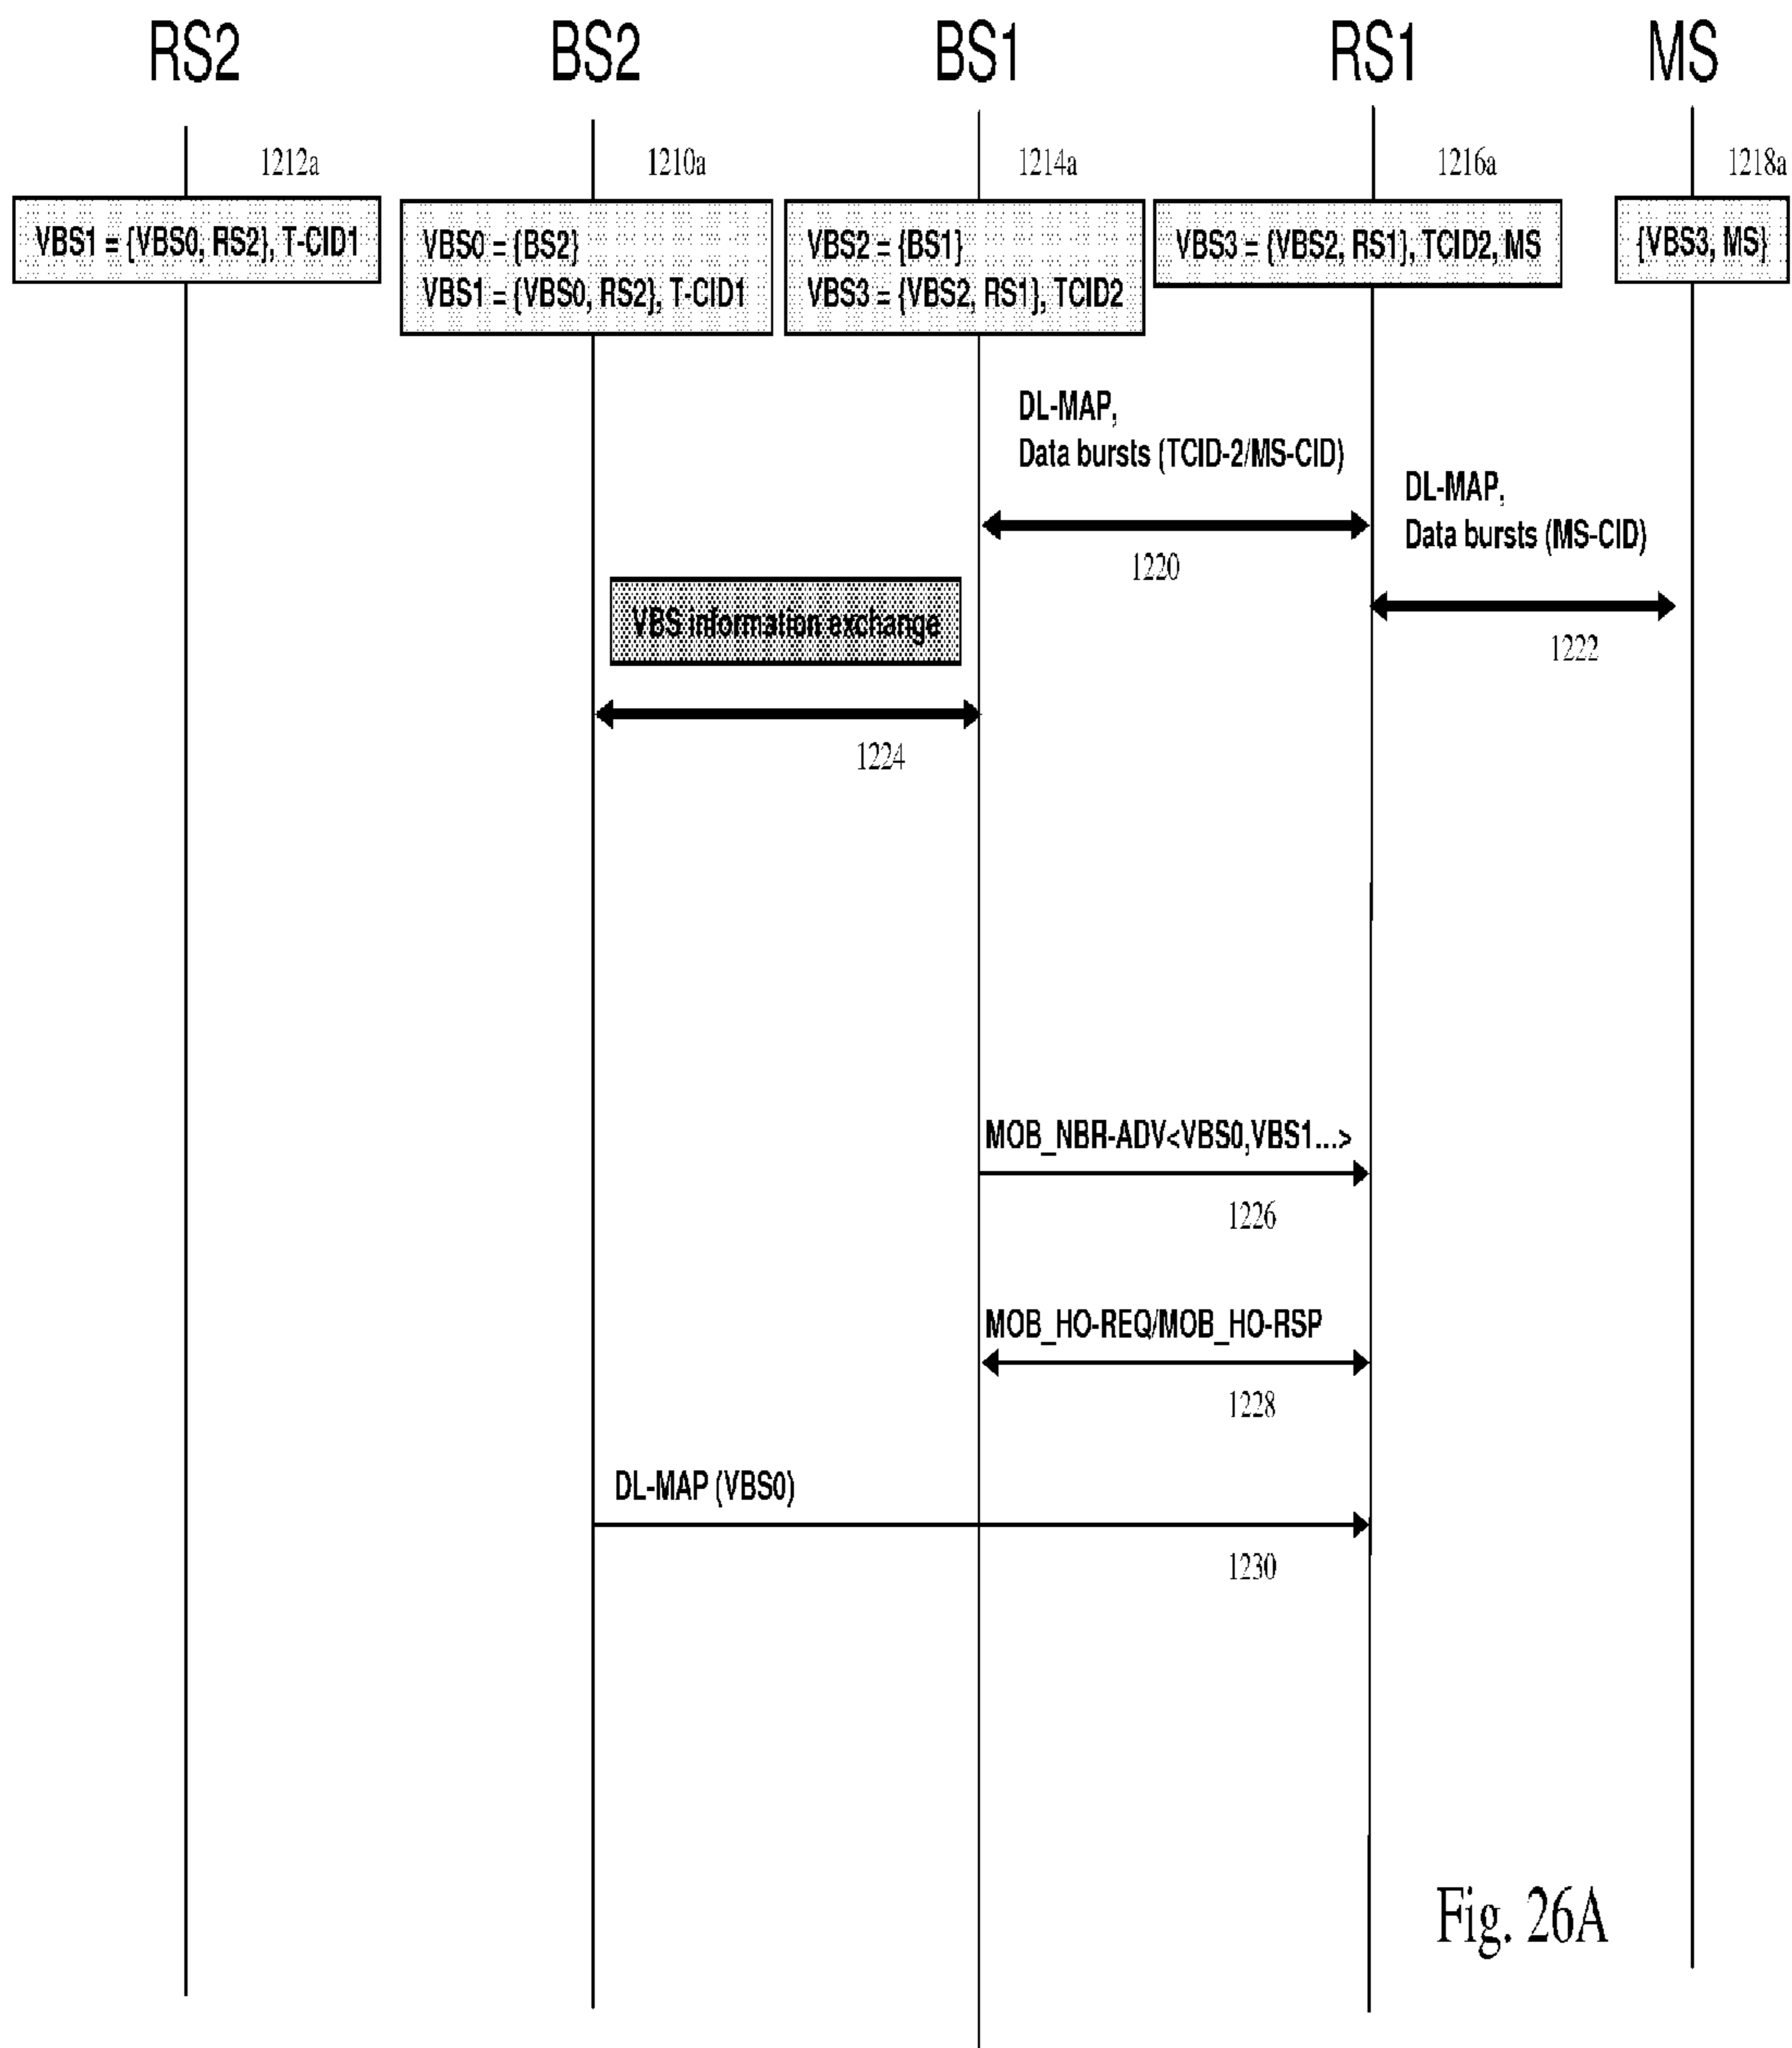 RS2 BS2 BS1 RS1 MS
1212a 1210a 1214a 1216a 1218a
VBS1 = {VBS0, RS2}, T-CID1
VBS0 = {BS2}
VBS1 = {VBS0, RS2}, T-CID1
VBS2 = {BS1}
VBS3 = {VBS2, RS1}, TCID2
VBS3 = {VBS2, RS1}, TCID2, MS
{VBS3, MS}
DL-MAP,
Data bursts (TCID-2/MS-CID)
1220
DL-MAP,
Data bursts (MS-CID)
1222
VBS information exchange
1224
MOB_NBR-ADV<VBS0,VBS1...>
1226
MOB_HO-REQ/MOB_HO-RSP
1228
DL-MAP (VBS0)
1230
Fig. 26A